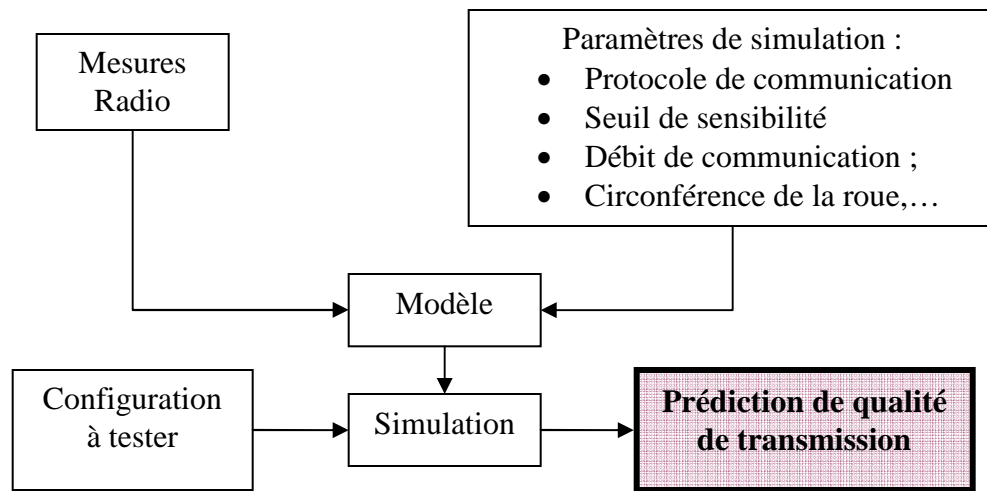 Mesures
Radio
Paramètres de simulation :
• Protocole de communication
• Seuil de sensibilité
• Débit de communication ;
• Circonférence de la roue,…
Modèle
Configuration
à tester
Simulation
Prédiction de qualité
de transmission